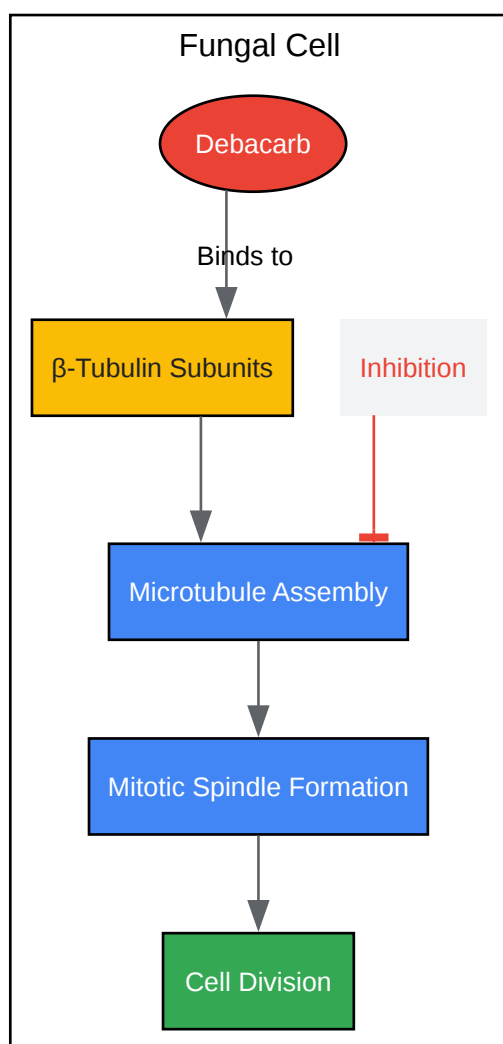 Fungal Cell
Debacarb
Binds to
β-Tubulin Subunits
Inhibition
Microtubule Assembly
Mitotic Spindle Formation
Cell Division